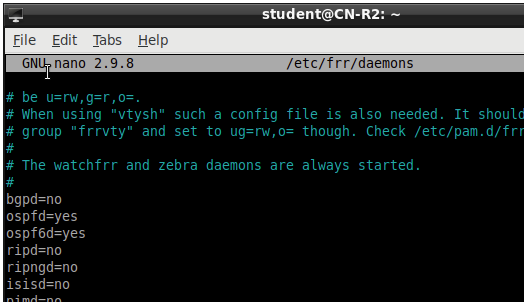 student@CN-R2: ~
File Edit Tabs Help
GNU nano 2.9.8 /etc/frr/daemons
# be u=rw,g=r,o=.
# When using "vtysh" such a config file is also needed. It should
# group "frrvty" and set to ug=rw,o= though. Check /etc/pam.d/frr
#
# The watchfrr and zebra daemons are always started.
#
bgpd=no
ospfd=yes
ospf6d=yes
ripd=no
ripngd=no
isisd=no
pimd=no